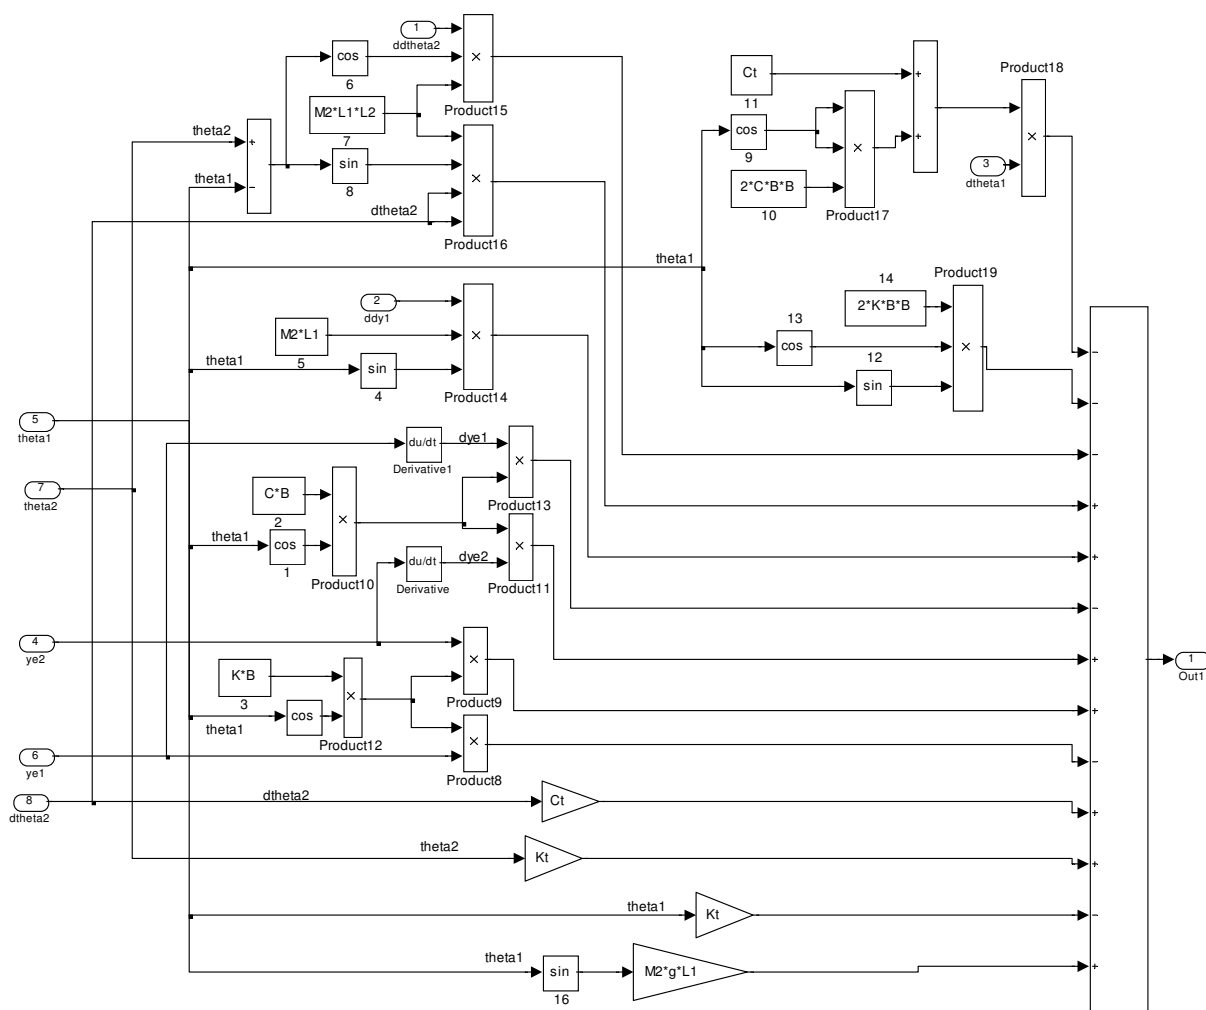 1
ddtheta2
cos
6
M2*L1*L2
7
×
Product15
theta2
+
theta1
−
sin
8
dtheta2
×
Product16
Ct
11
cos
9
2*C*B*B
10
×
Product17
+
+
Product18
×
3
dtheta1
theta1
2
ddy1
M2*L1
5
theta1
sin
4
×
Product14
14
2*K*B*B
Product19
13
cos
12
sin
×
5
theta1
7
theta2
du/dt
Derivative1
dye1
×
Product13
C*B
2
theta1
cos
1
×
Product10
du/dt
Derivative
dye2
×
Product11
4
ye2
K*B
3
theta1
cos
×
Product12
×
Product9
6
ye1
×
Product8
8
dtheta2
dtheta2
Ct
theta2
Kt
theta1
Kt
theta1
sin
16
M2*g*L1
−
−
−
+
+
−
+
+
−
+
+
−
+
1
Out1